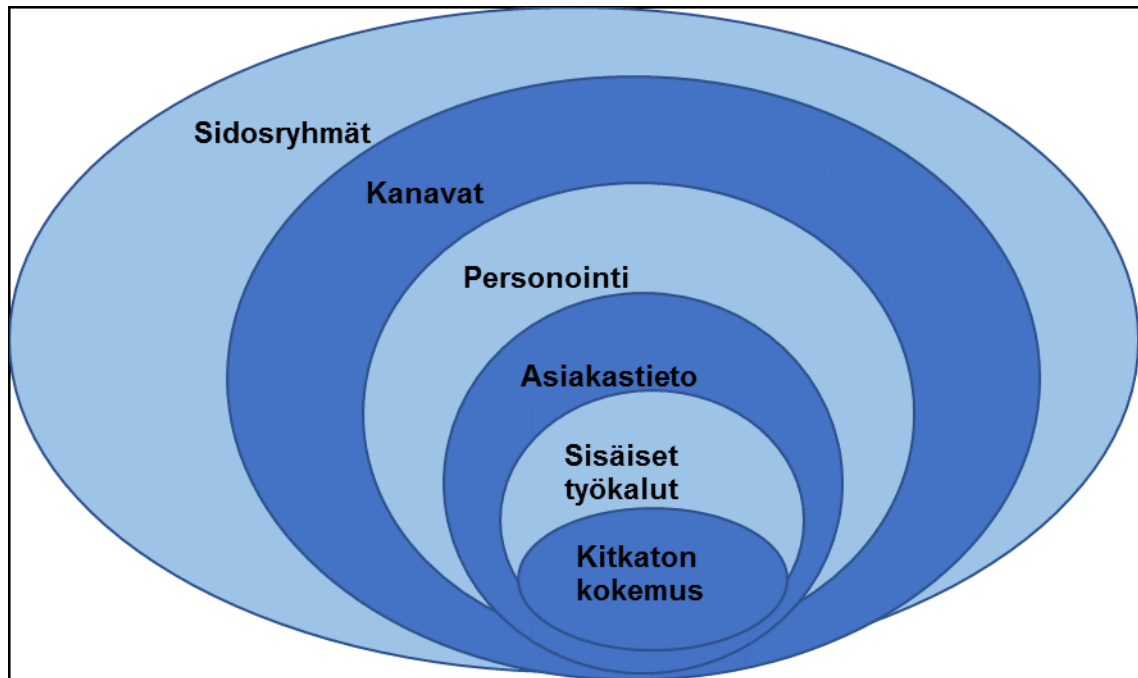 Sidosryhmät
Kanavat
Personointi
Asiakastieto
Sisäiset
työkalut
Kitkaton
kokemus